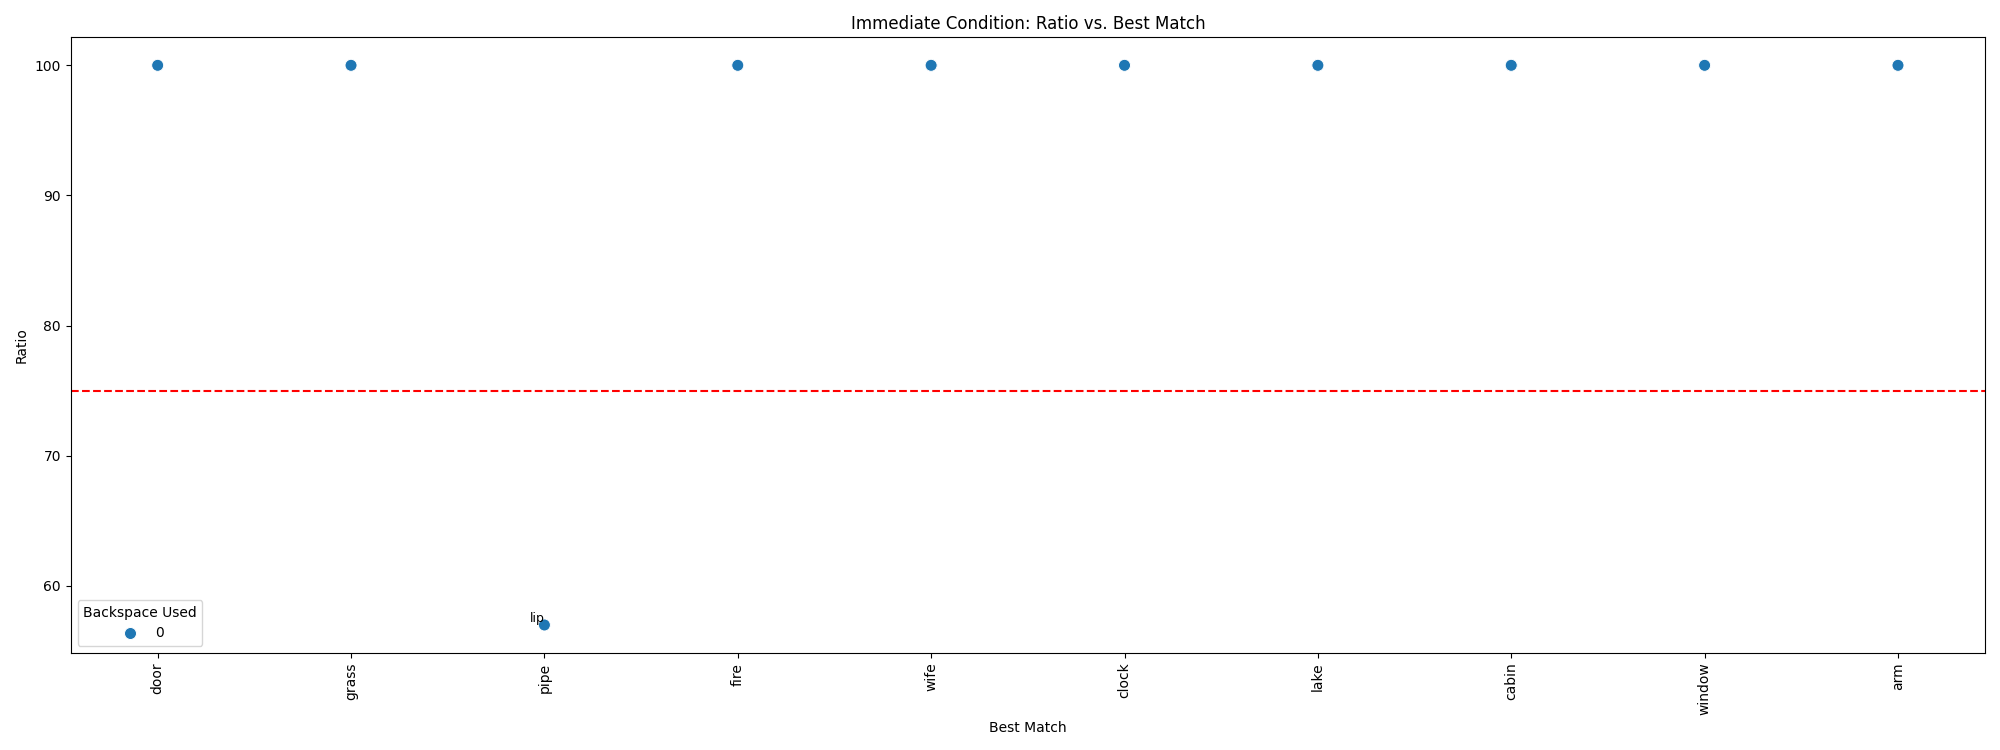 Immediate Condition: Ratio vs. Best Match
100
90
80
70
60
Ratio
lip
Backspace Used
0
door
grass
pipe
fire
wife
clock
lake
cabin
window
arm
Best Match